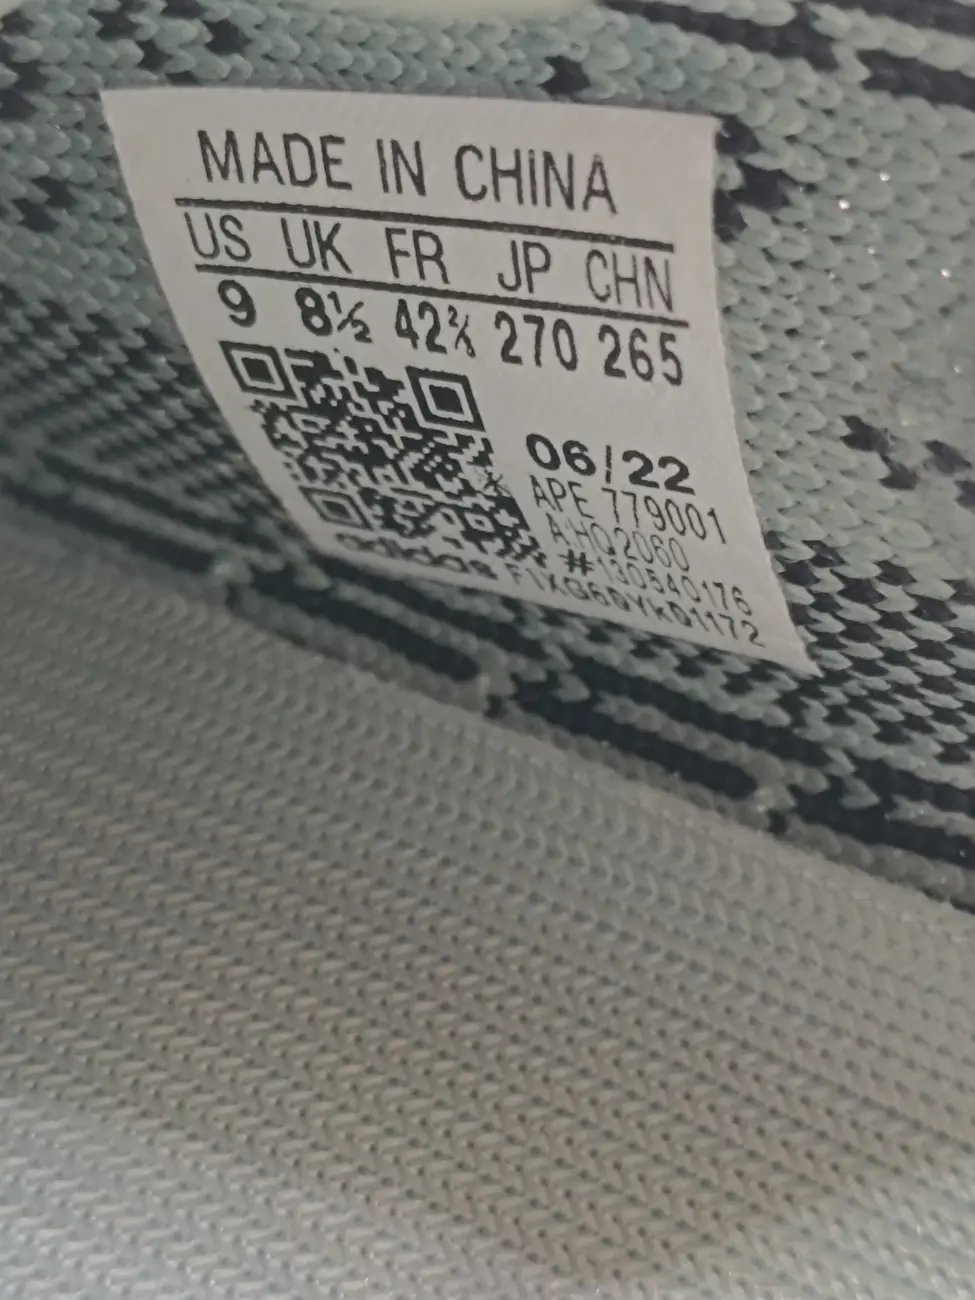 MADE IN CHINA
US UK FR JP CHN
9 8½ 42⅔ 270 265
06/22
APE 779001
A:HQ2060
#130540176
adidas F1XG60YK01172